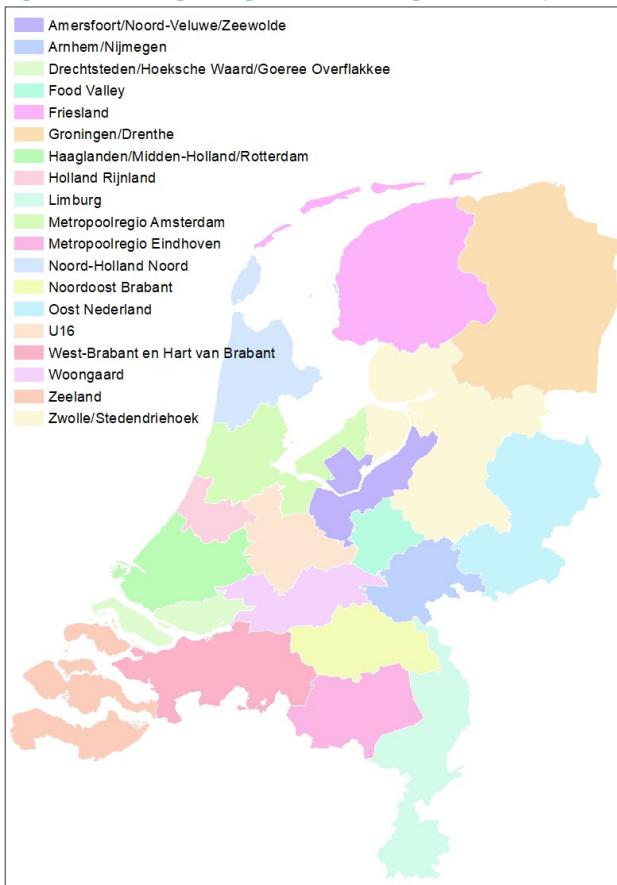 Amersfoort/Noord-Veluwe/Zeewolde
Arnhem/Nijmegen
Drechtsteden/Hoeksche Waard/Goeree Overflakkee
Food Valley
Friesland
Groningen/Drenthe
Haaglanden/Midden-Holland/Rotterdam
Holland Rijnland
Limburg
Metropoolregio Amsterdam
Metropoolregio Eindhoven
Noord-Holland Noord
Noordoost Brabant
Oost Nederland
U16
West-Brabant en Hart van Brabant
Woongaard
Zeeland
Zwolle/Stedendriehoek